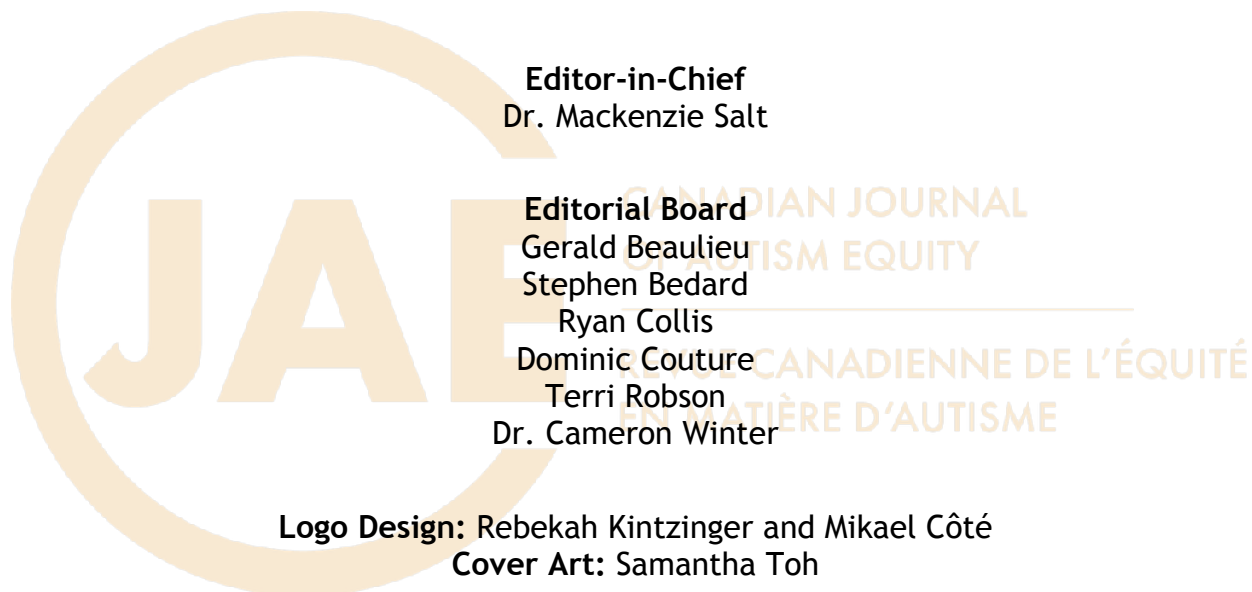 Editor-in-Chief
Dr. Mackenzie Salt
Editorial Board
Gerald Beaulieu
Stephen Bedard
Ryan Collis
Dominic Couture
Terri Robson
Dr. Cameron Winter
Logo Design: Rebekah Kintzinger and Mikael Côté
Cover Art: Samantha Toh
JAE
CANADIAN JOURNAL
OF AUTISM EQUITY
REVUE CANADIENNE DE L'ÉQUITÉ
EN MATIÈRE D'AUTISME